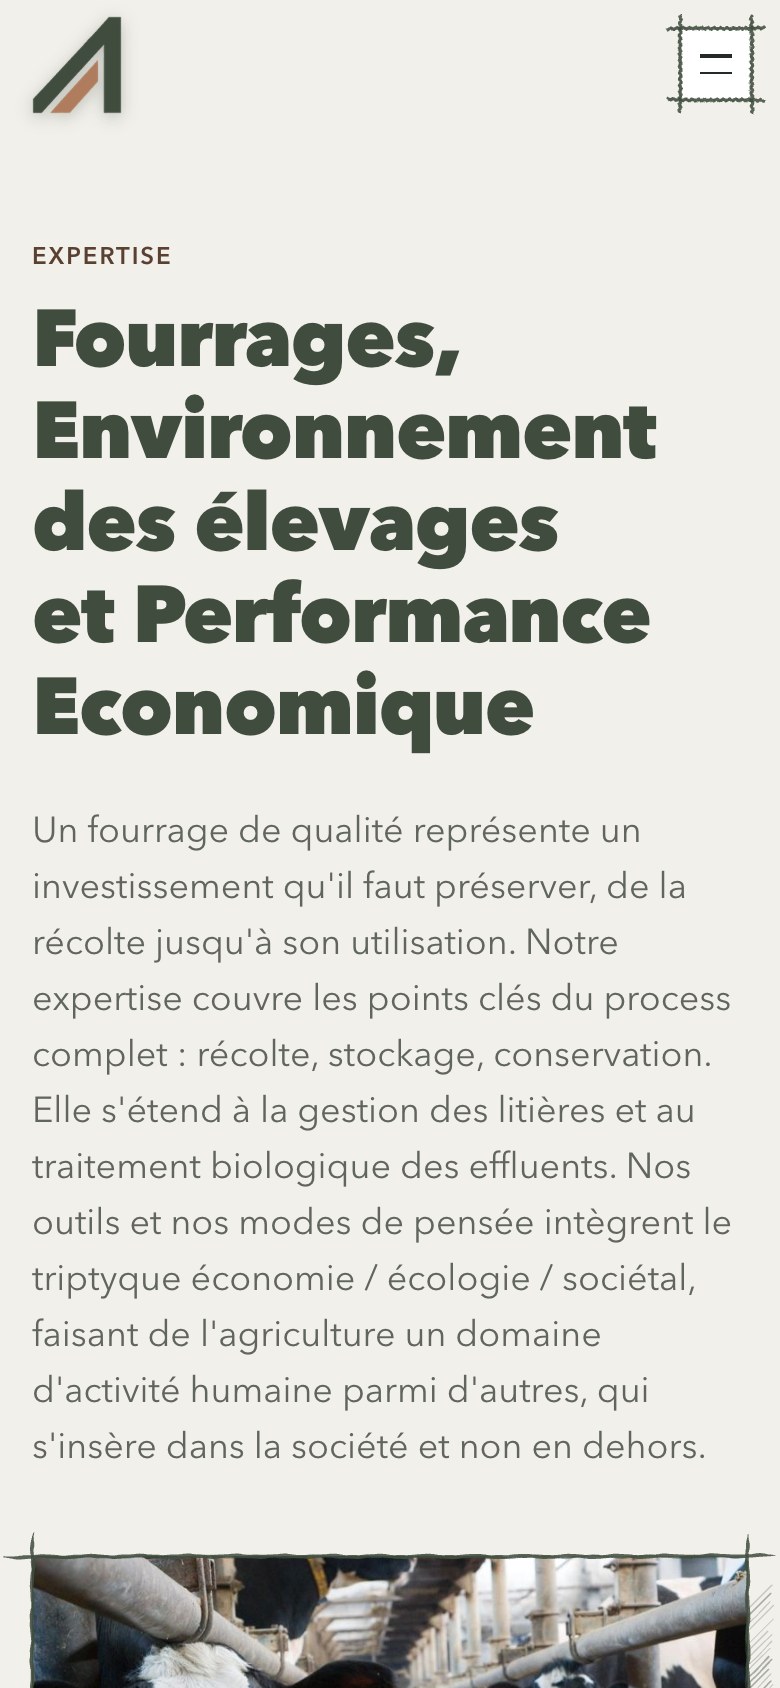 EXPERTISE
Fourrages,
Environnement
des élevages
et Performance
Economique
Un fourrage de qualité représente un
investissement qu'il faut préserver, de la
récolte jusqu'à son utilisation. Notre
expertise couvre les points clés du process
complet : récolte, stockage, conservation.
Elle s'étend à la gestion des litières et au
traitement biologique des effluents. Nos
outils et nos modes de pensée intègrent le
triptyque économie / écologie / sociétal,
faisant de l'agriculture un domaine
d'activité humaine parmi d'autres, qui
s'insère dans la société et non en dehors.